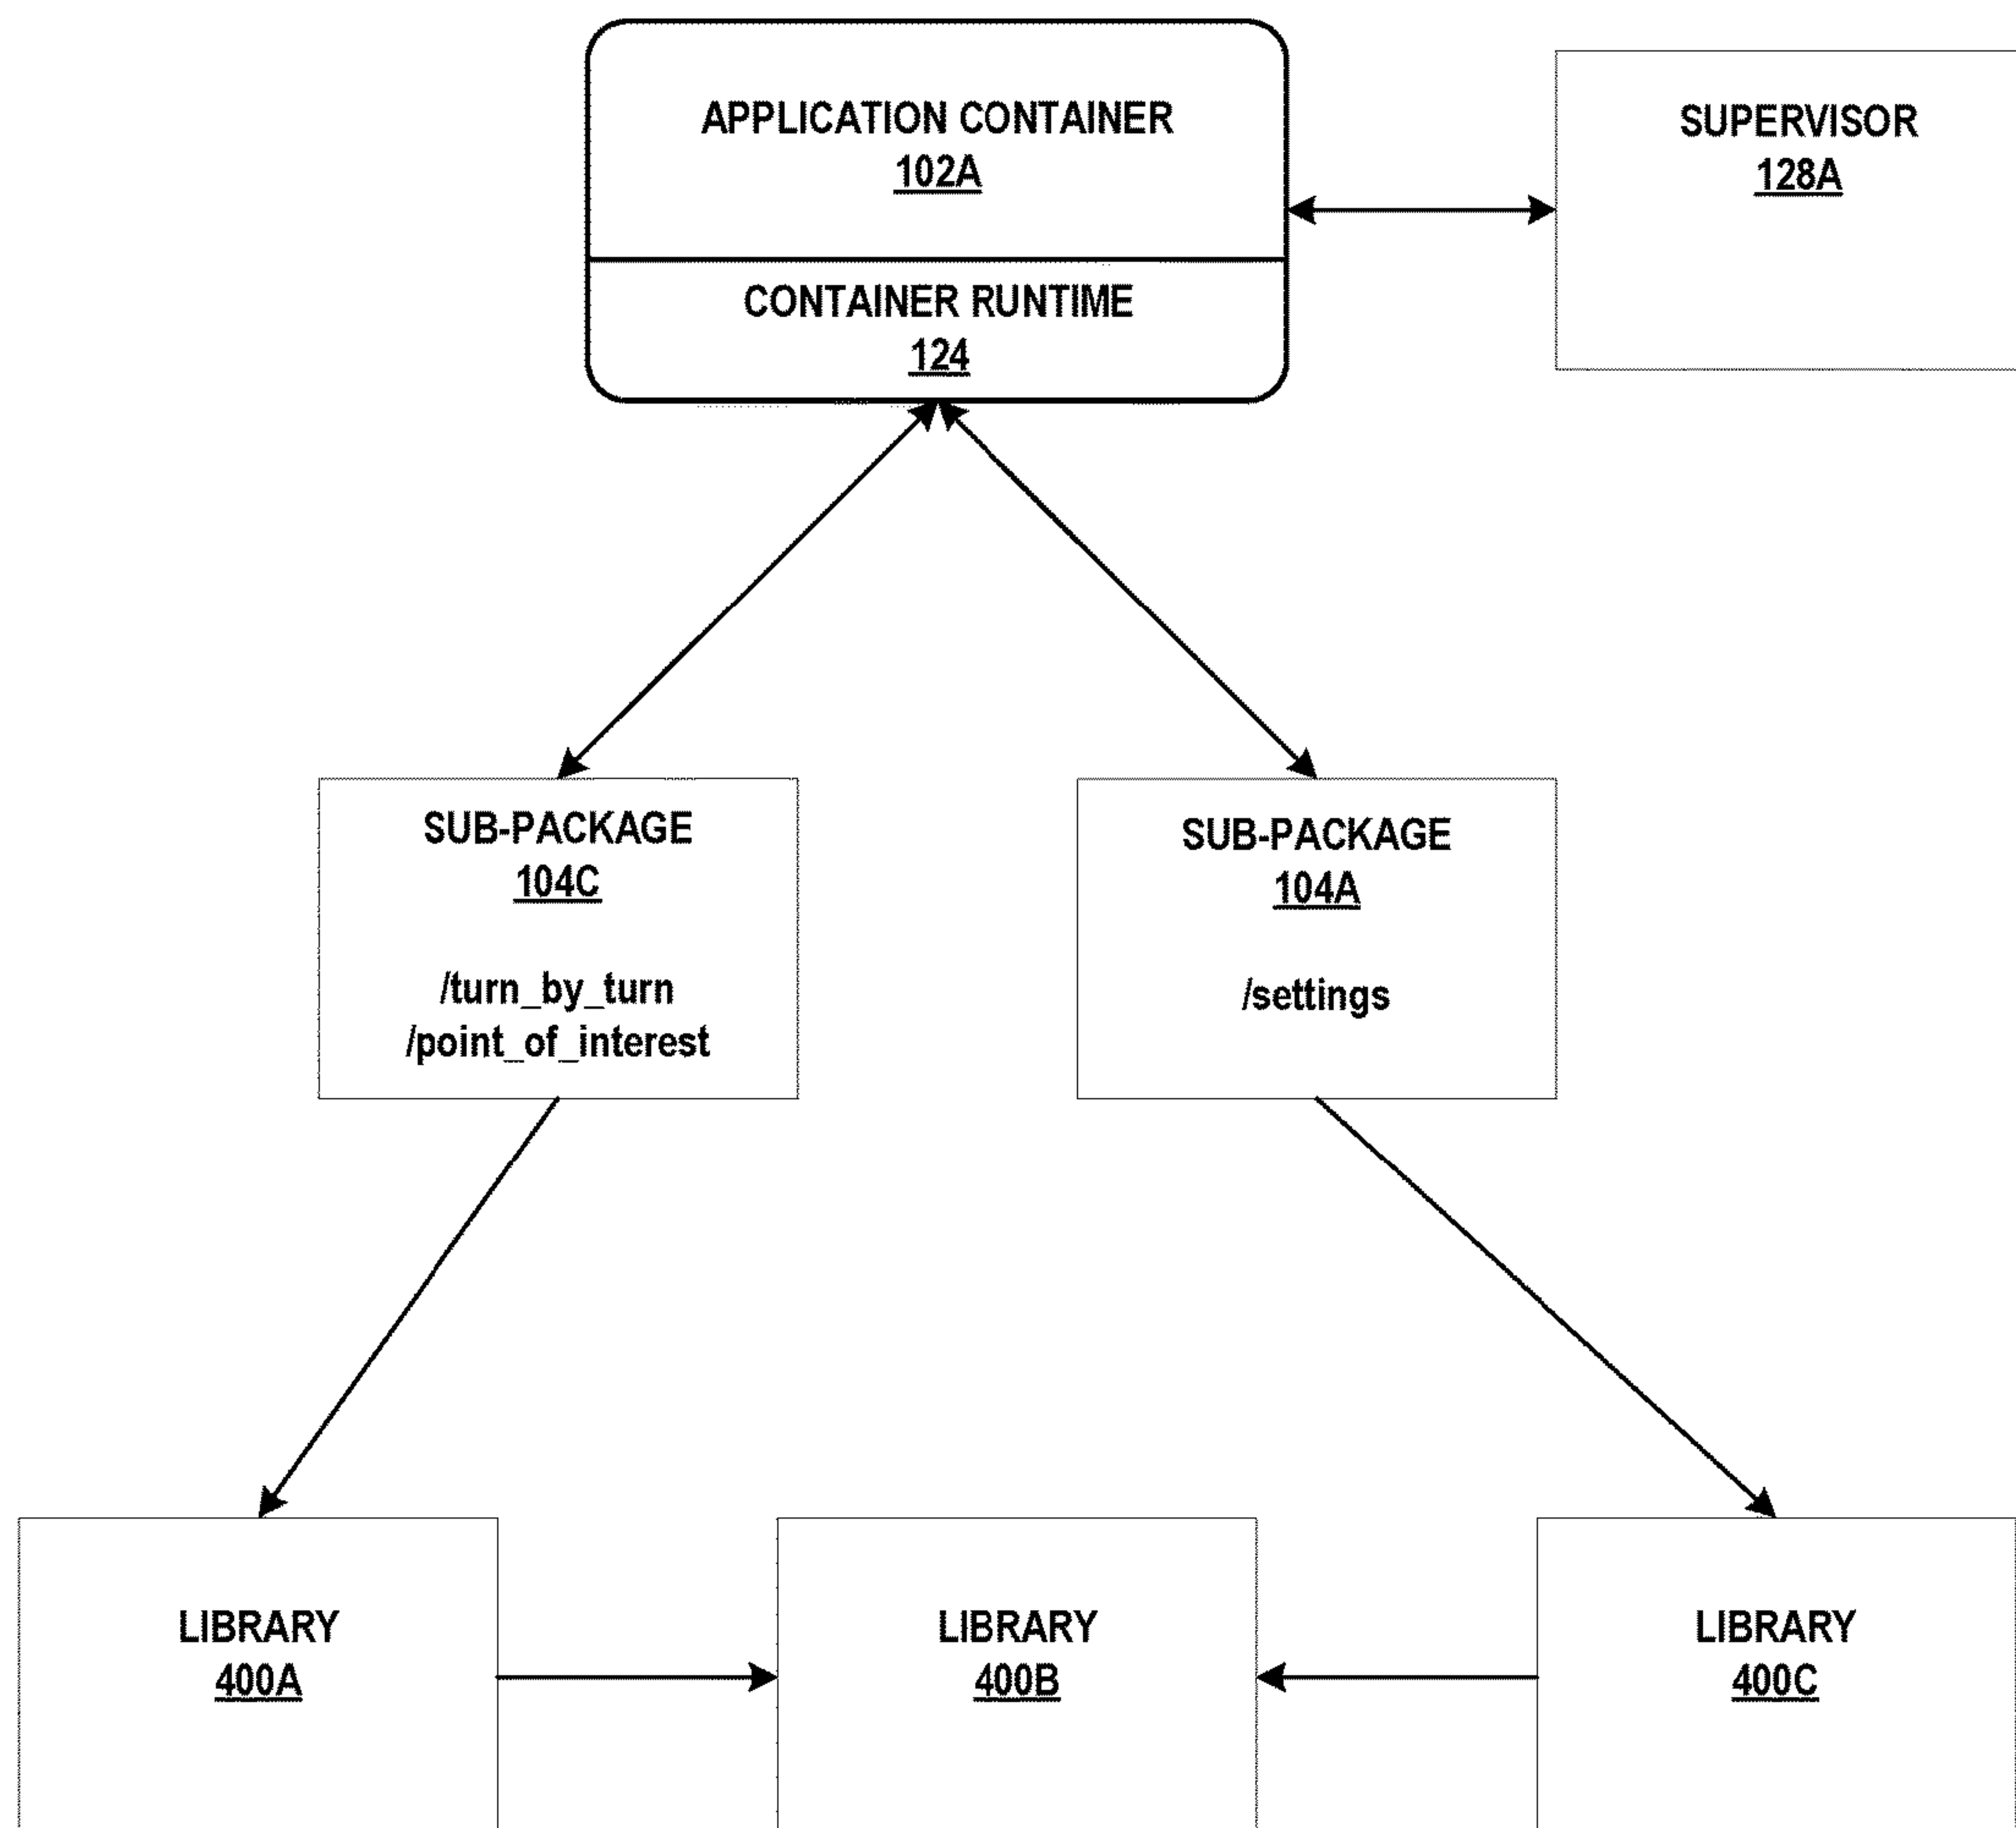 APPLICATION CONTAINER
102A
SUPERVISOR
128A
CONTAINER RUNTIME
124
SUB-PACKAGE
104C
/turn_by_turn
/point_of_interest
SUB-PACKAGE
104A
/settings
LIBRARY
400A
LIBRARY
400B
LIBRARY
400C